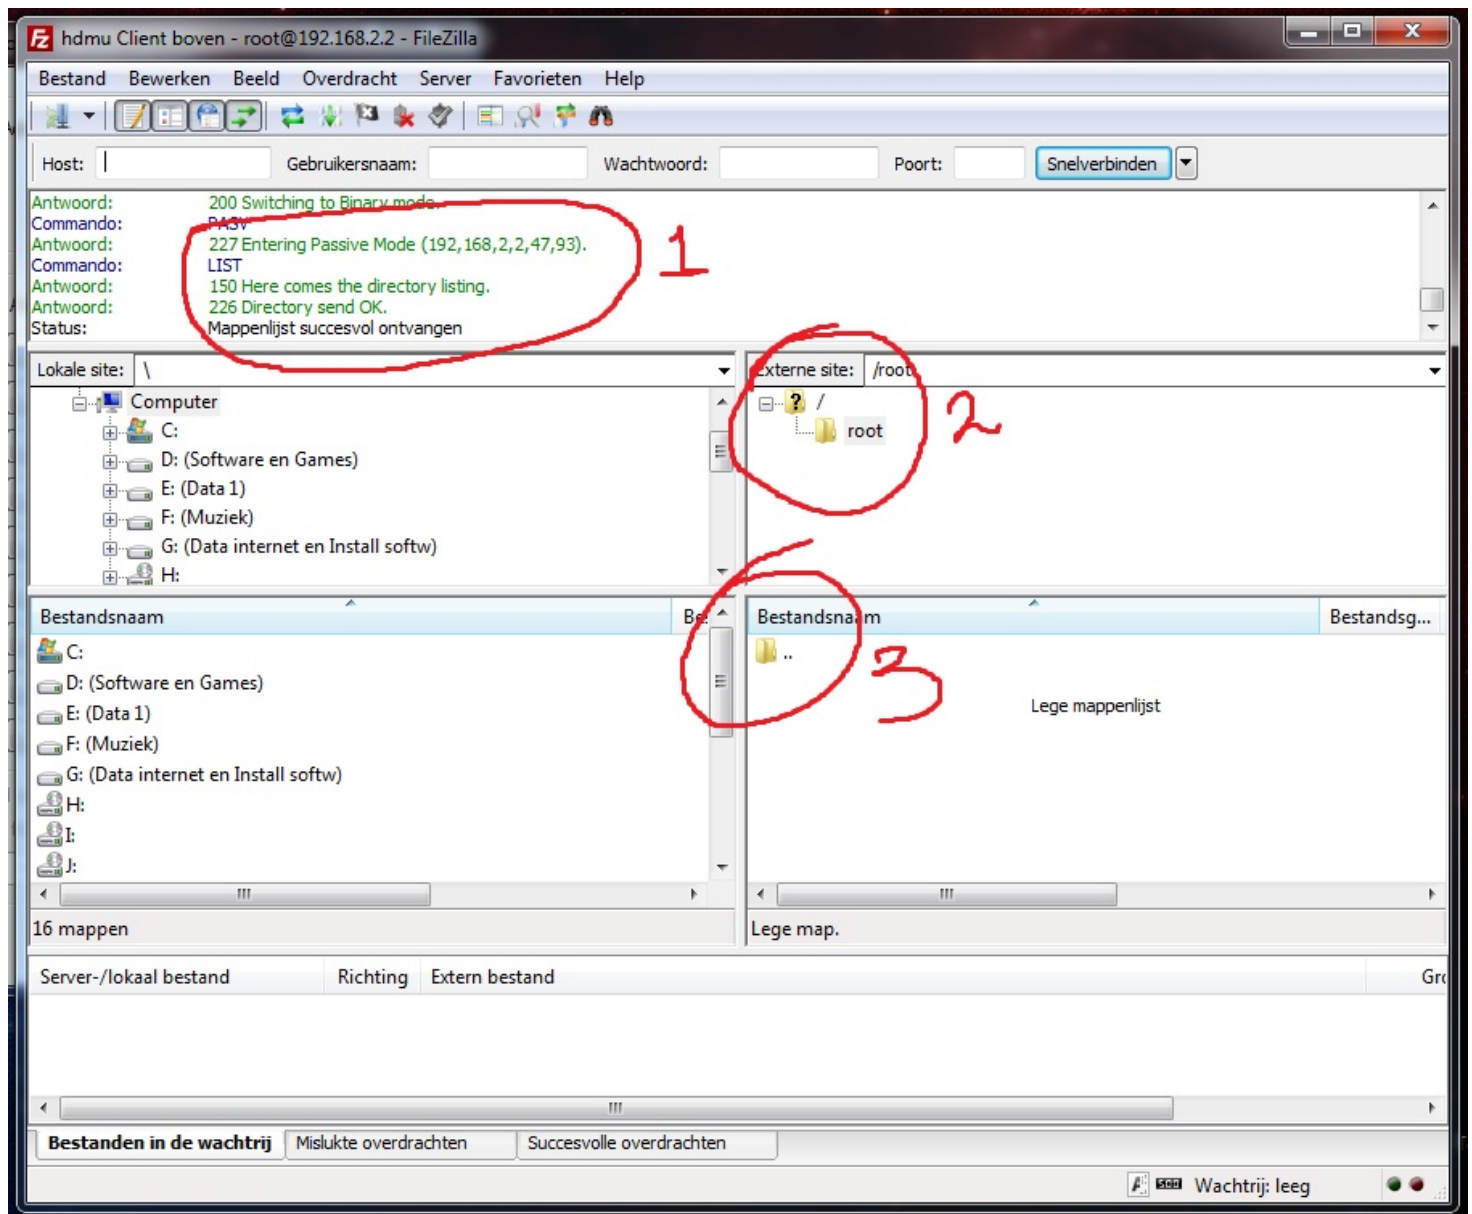 hdmu Client boven - root@192.168.2.2 - FileZilla
Bestand Bewerken Beeld Overdracht Server Favorieten Help
Host: Gebruikersnaam: Wachtwoord: Poort: Snelverbinden
Antwoord: 200 Switching to Binary mode.
Commando: PASV
Antwoord: 227 Entering Passive Mode (192,168,2,2,47,93).
Commando: LIST
Antwoord: 150 Here comes the directory listing.
Antwoord: 226 Directory send OK.
Status: Mappenlijst succesvol ontvangen
1
Lokale site: \
Computer
C:
D: (Software en Games)
E: (Data 1)
F: (Muziek)
G: (Data internet en Install softw)
H:
Externe site: /root
? /
root
2
Bestandsnaam Be
C:
D: (Software en Games)
E: (Data 1)
F: (Muziek)
G: (Data internet en Install softw)
H:
I:
J:
16 mappen
Bestandsnaam Bestandsg...
..
3
Lege mappenlijst
Lege map.
Server-/lokaal bestand Richting Extern bestand Gro
Bestanden in de wachtrij Mislukte overdrachten Succesvolle overdrachten
Wachtrij: leeg